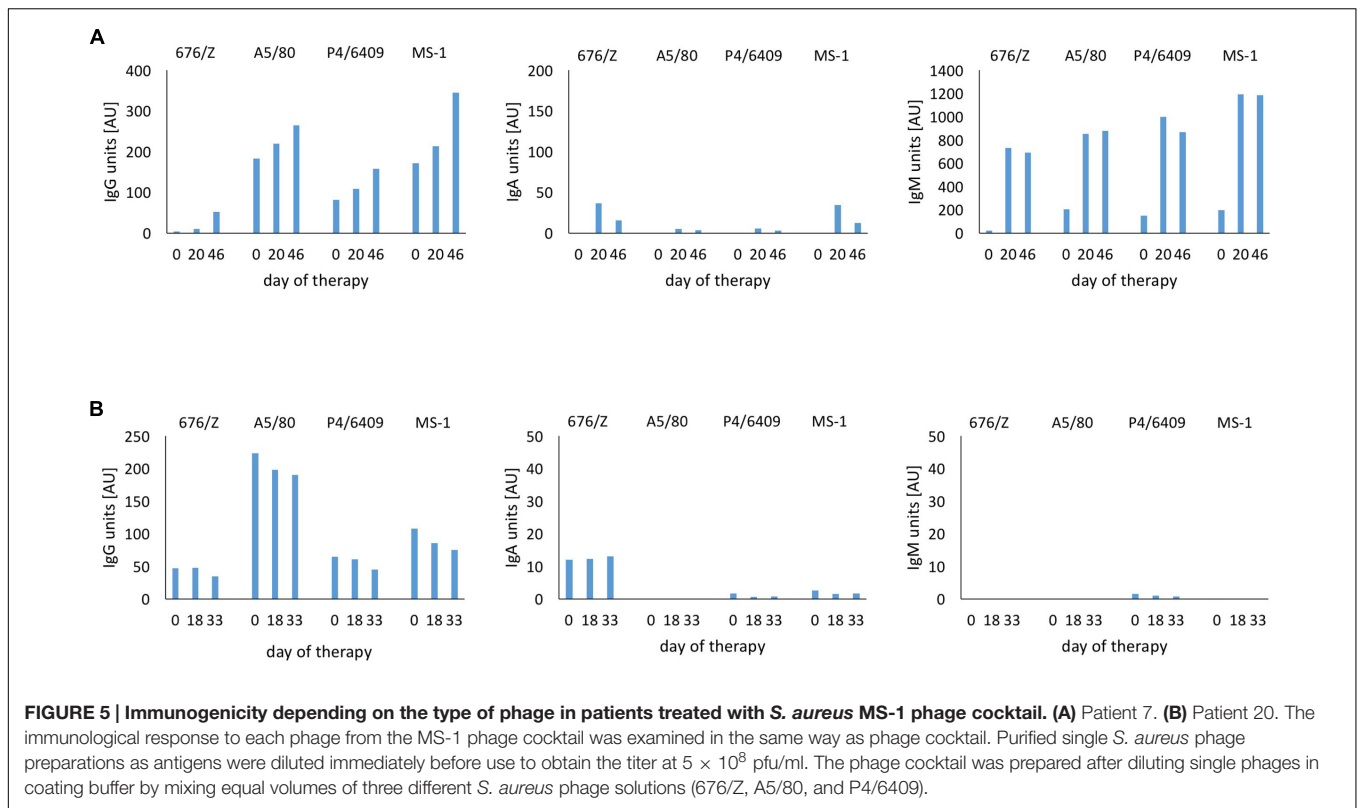 A
676/Z A5/80 P4/6409 MS-1
400
300
200
100
0
IgG units [AU]
0 20 46 0 20 46 0 20 46 0 20 46
day of therapy
676/Z A5/80 P4/6409 MS-1
200
150
100
50
0
IgA units [AU]
0 20 46 0 20 46 0 20 46 0 20 46
day of therapy
676/Z A5/80 P4/6409 MS-1
1400
1200
1000
800
600
400
200
0
IgM units [AU]
0 20 46 0 20 46 0 20 46 0 20 46
day of therapy
B
676/Z A5/80 P4/6409 MS-1
250
200
150
100
50
0
IgG units [AU]
0 18 33 0 18 33 0 18 33 0 18 33
day of therapy
676/Z A5/80 P4/6409 MS-1
50
40
30
20
10
0
IgA units [AU]
0 18 33 0 18 33 0 18 33 0 18 33
day of therapy
676/Z A5/80 P4/6409 MS-1
50
40
30
20
10
0
IgM units [AU]
0 18 33 0 18 33 0 18 33 0 18 33
day of therapy
FIGURE 5 | Immunogenicity depending on the type of phage in patients treated with S. aureus MS-1 phage cocktail. (A) Patient 7. (B) Patient 20. The
immunological response to each phage from the MS-1 phage cocktail was examined in the same way as phage cocktail. Purified single S. aureus phage
preparations as antigens were diluted immediately before use to obtain the titer at 5 × 10⁸ pfu/ml. The phage cocktail was prepared after diluting single phages in
coating buffer by mixing equal volumes of three different S. aureus phage solutions (676/Z, A5/80, and P4/6409).